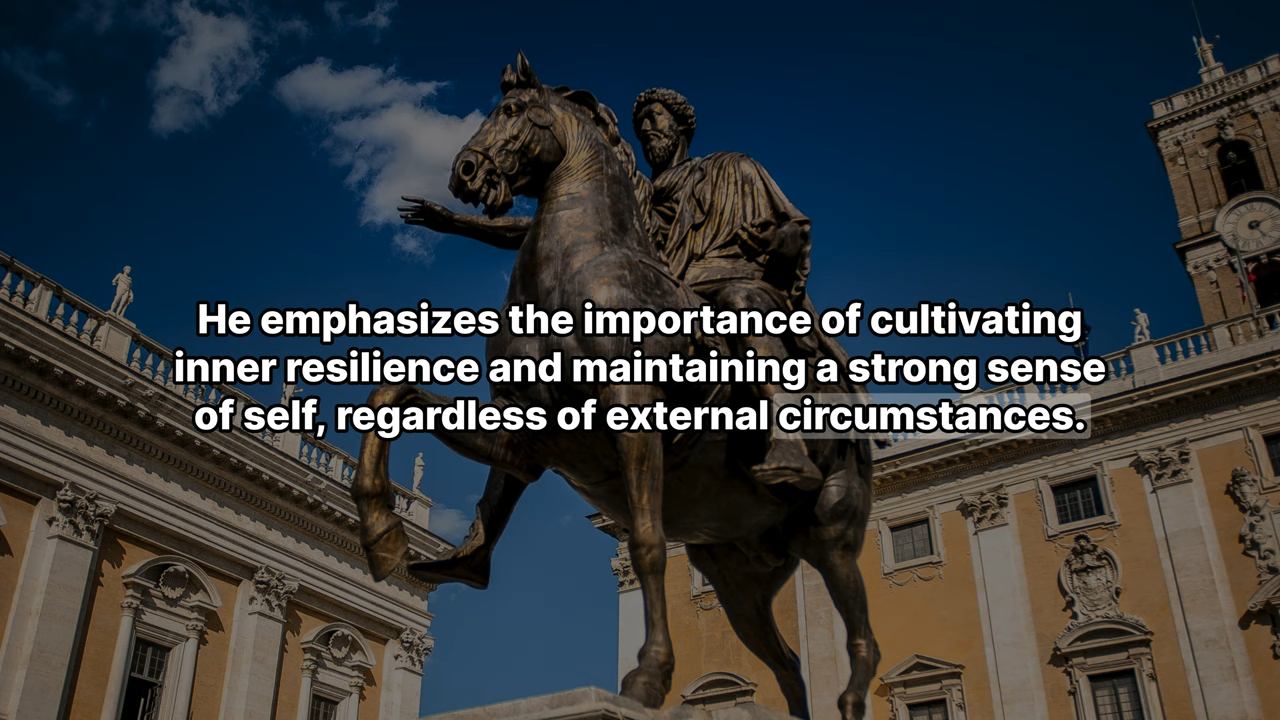 He emphasizes the importance of cultivating
inner resilience and maintaining a strong sense
of self, regardless of external circumstances.